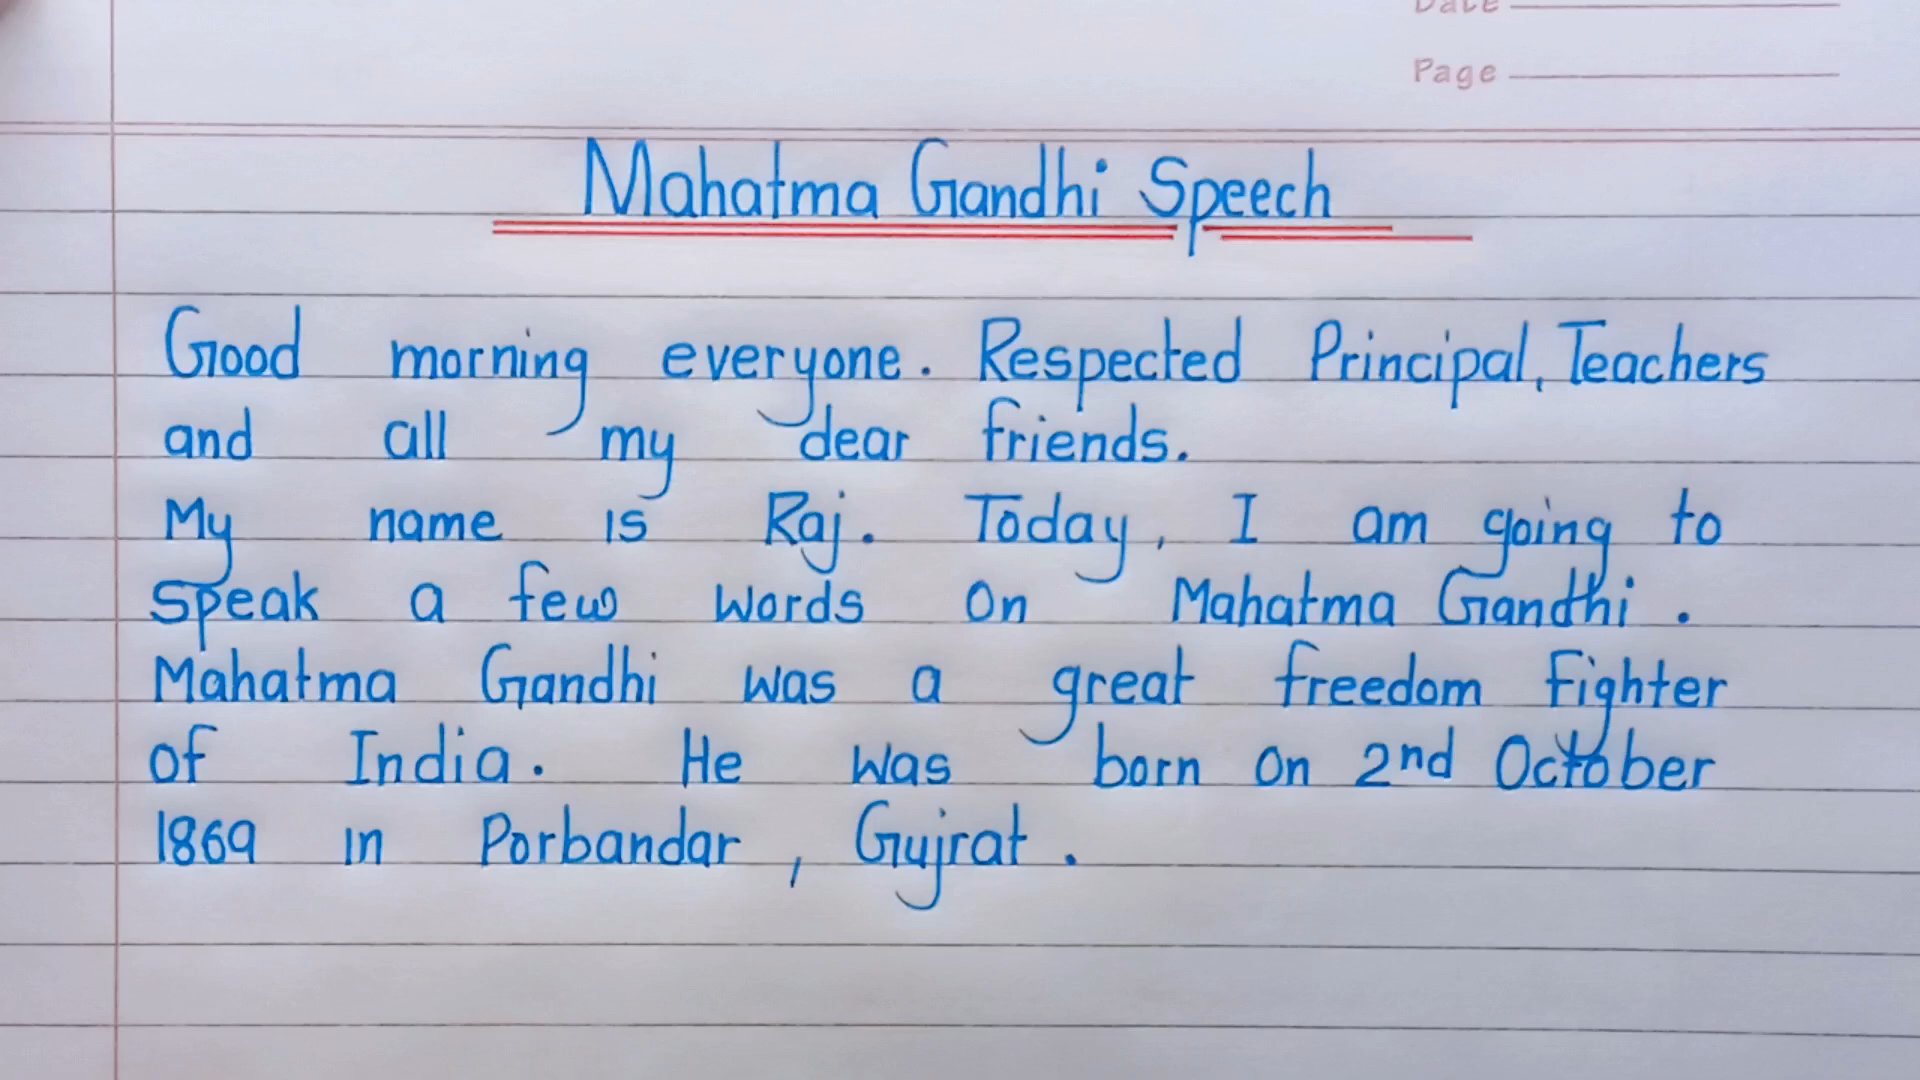 Date
Page
Mahatma Gandhi Speech
Good morning everyone. Respected Principal, Teachers
and all my dear friends.
My name is Raj. Today, I am going to
speak a few words on Mahatma Gandhi.
Mahatma Gandhi was a great freedom fighter
of India. He was born on 2nd October
1869 in Porbandar, Gujrat.